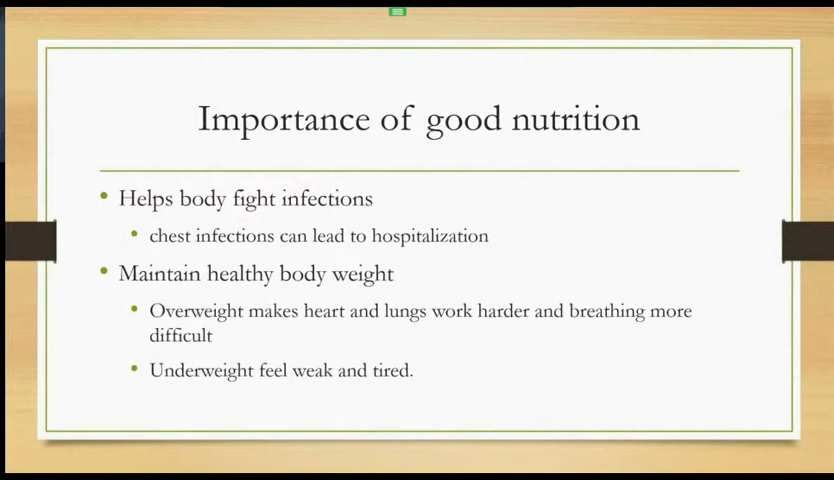 Importance of good nutrition
• Helps body fight infections
• chest infections can lead to hospitalization
• Maintain healthy body weight
• Overweight makes heart and lungs work harder and breathing more
difficult
• Underweight feel weak and tired.